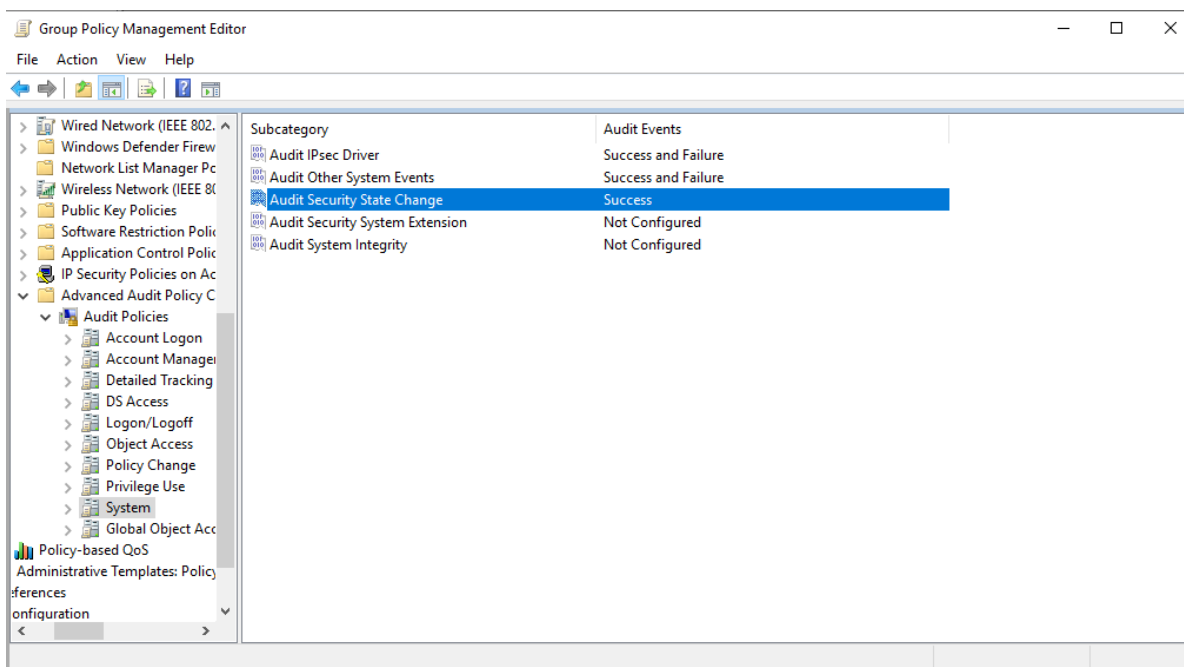 Group Policy Management Editor
File Action View Help
Wired Network (IEEE 802.
Windows Defender Firew
Network List Manager Pc
Wireless Network (IEEE 80
Public Key Policies
Software Restriction Polic
Application Control Polic
IP Security Policies on Ac
Advanced Audit Policy C
Audit Policies
Account Logon
Account Manager
Detailed Tracking
DS Access
Logon/Logoff
Object Access
Policy Change
Privilege Use
System
Global Object Acc
Policy-based QoS
Administrative Templates: Policy
eferences
onfiguration
Subcategory Audit Events
Audit IPsec Driver Success and Failure
Audit Other System Events Success and Failure
Audit Security State Change Success
Audit Security System Extension Not Configured
Audit System Integrity Not Configured